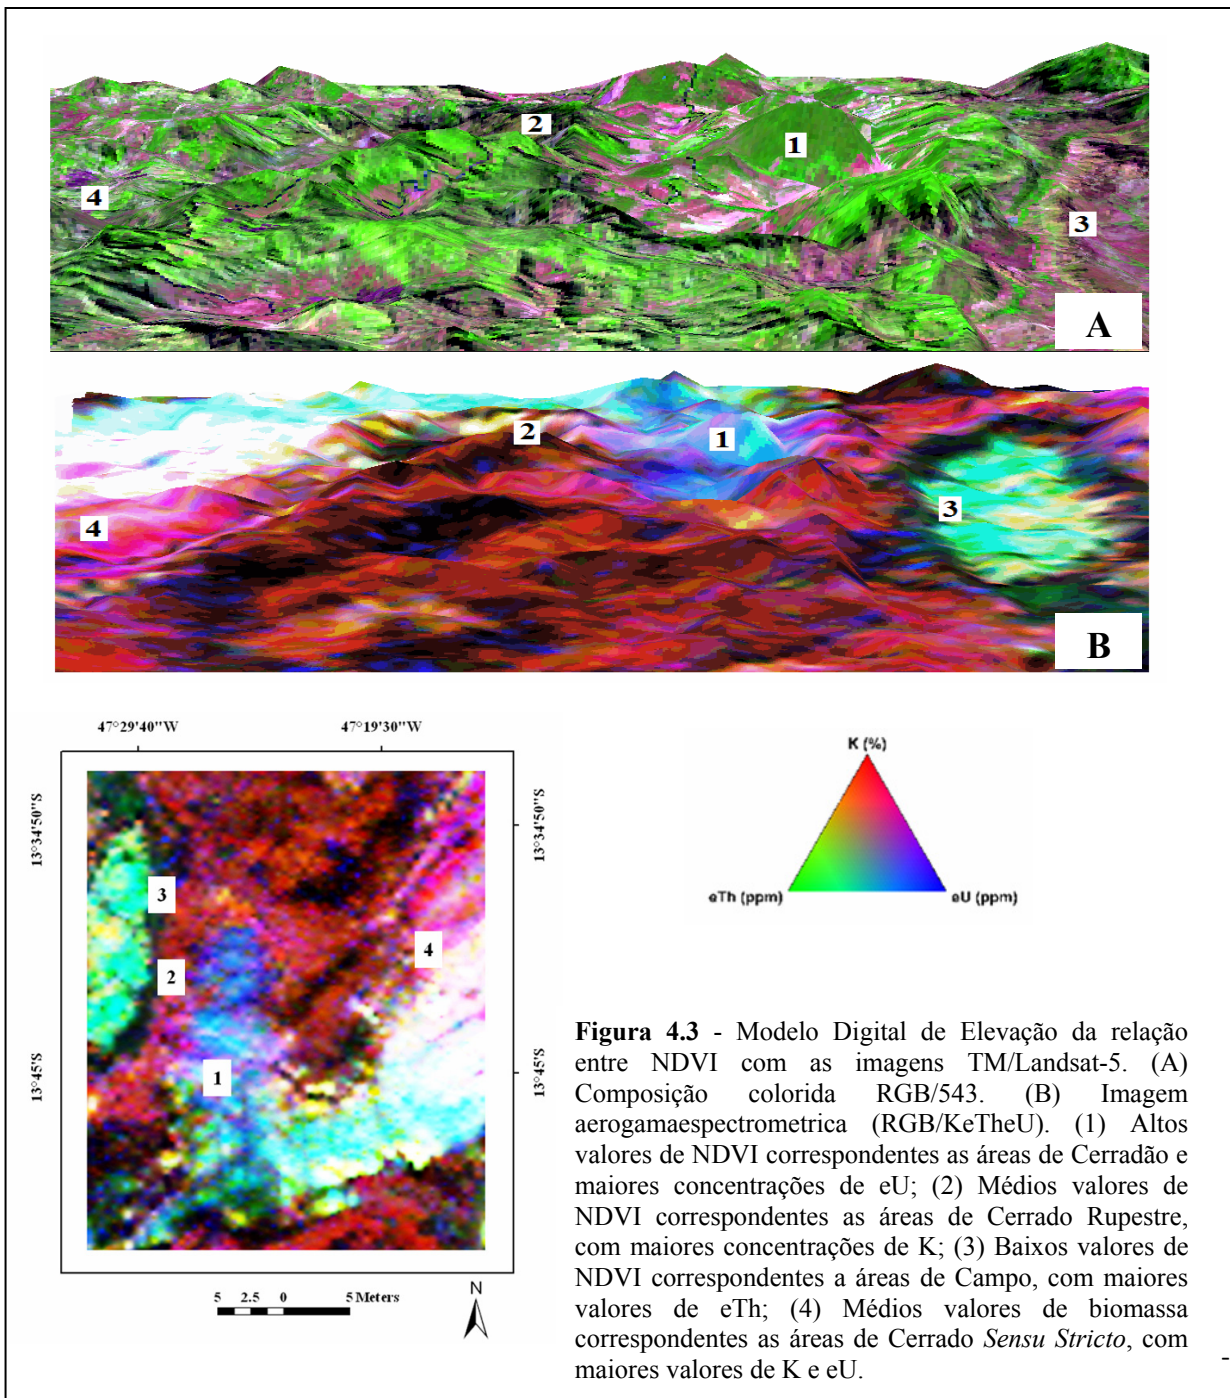 2
1
4
3
A
2
1
4
3
B
47°29'40"W 47°19'30"W
13°34'50"S 13°34'50"S
3
4
2
1
13°45'S 13°45'S
5 2.5 0 5 Meters
N
K (%)
eTh (ppm) eU (ppm)
Figura 4.3 - Modelo Digital de Elevação da relação
entre NDVI com as imagens TM/Landsat-5. (A)
Composição colorida RGB/543. (B) Imagem
aerogamaespectrometrica (RGB/KeTheU). (1) Altos
valores de NDVI correspondentes as áreas de Cerradão e
maiores concentrações de eU; (2) Médios valores de
NDVI correspondentes as áreas de Cerrado Rupestre,
com maiores concentrações de K; (3) Baixos valores de
NDVI correspondentes a áreas de Campo, com maiores
valores de eTh; (4) Médios valores de biomassa
correspondentes as áreas de Cerrado Sensu Stricto, com
maiores valores de K e eU.
-